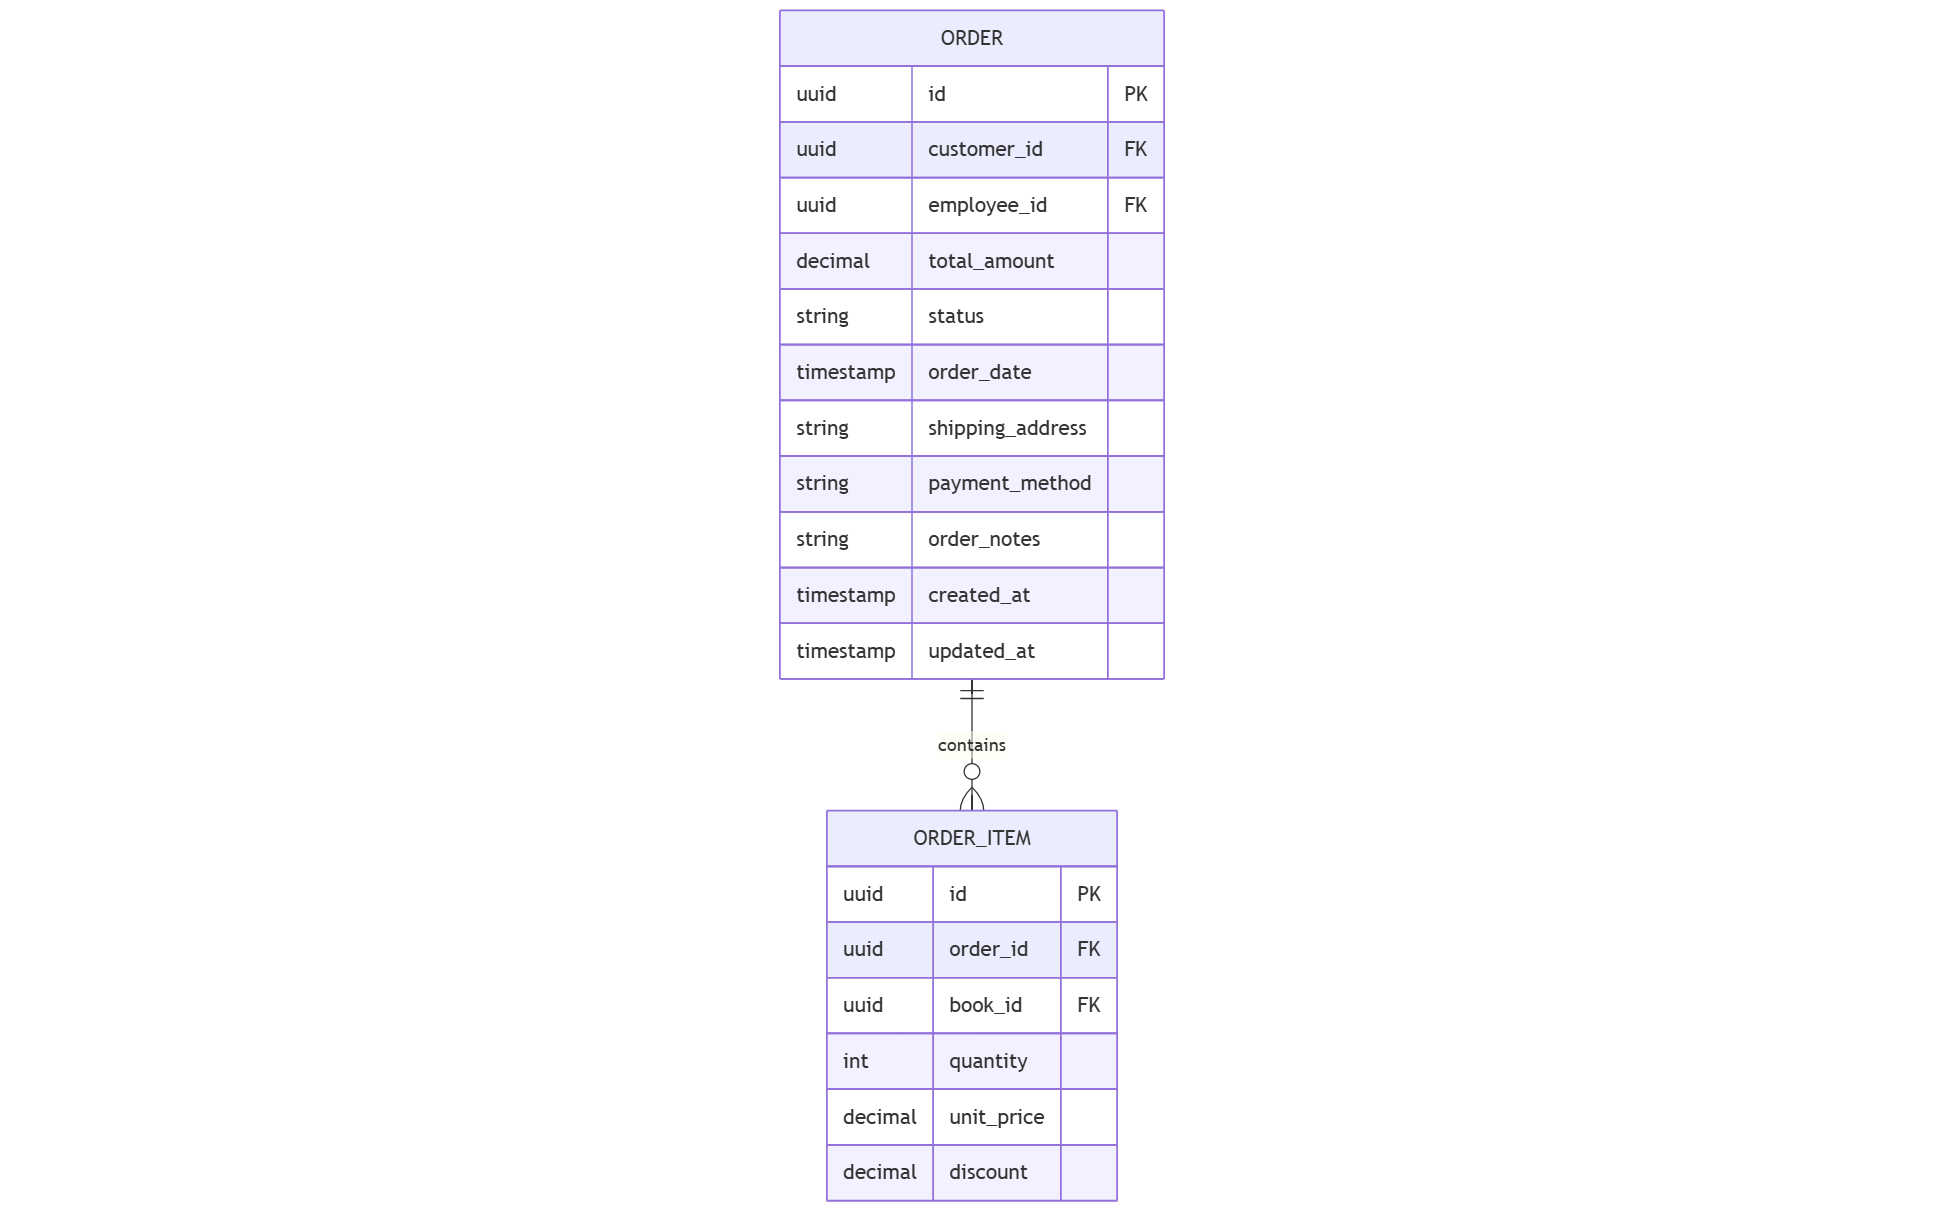 ORDER
uuid id PK
uuid customer_id FK
uuid employee_id FK
decimal total_amount
string status
timestamp order_date
string shipping_address
string payment_method
string order_notes
timestamp created_at
timestamp updated_at
contains
ORDER_ITEM
uuid id PK
uuid order_id FK
uuid book_id FK
int quantity
decimal unit_price
decimal discount